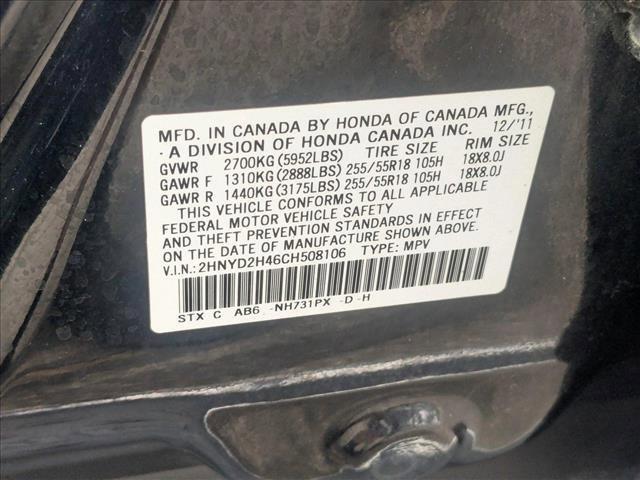 MFD. IN CANADA BY HONDA OF CANADA MFG.,
A DIVISION OF HONDA CANADA INC. 12/'11
GVWR 2700KG(5952LBS) TIRE SIZE RIM SIZE
GAWR F 1310KG(2888LBS) 255/55R18 105H 18X8.0J
GAWR R 1440KG(3175LBS) 255/55R18 105H 18X8.0J
THIS VEHICLE CONFORMS TO ALL APPLICABLE
FEDERAL MOTOR VEHICLE SAFETY
AND THEFT PREVENTION STANDARDS IN EFFECT
ON THE DATE OF MANUFACTURE SHOWN ABOVE.
V.I.N.: 2HNYD2H46CH508106 TYPE: MPV
STX C AB6 -NH731PX -D -H